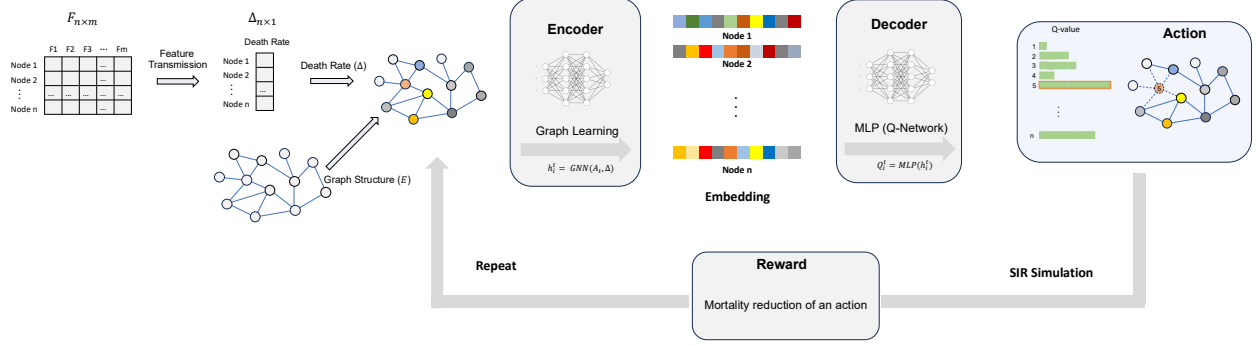 F_{n×m}
F1 F2 F3 ... Fm
Node 1 ...
Node 2 ...
⋮ ... ... ... ... ...
Node n ...
Feature
Transmission
Δ_{n×1}
Death Rate
Node 1
Node 2
⋮ ...
Node n
Death Rate (Δ)
Graph Structure (E)
Encoder
Graph Learning
h_i^t = GNN(A_t, Δ)
Node 1
Node 2
⋮
Node n
Embedding
Decoder
MLP (Q-Network)
Q_i^t = MLP(h_i^t)
Action
Q-value
1
2
3
4
5
⋮
n
5
Repeat
Reward
Mortality reduction of an action
SIR Simulation